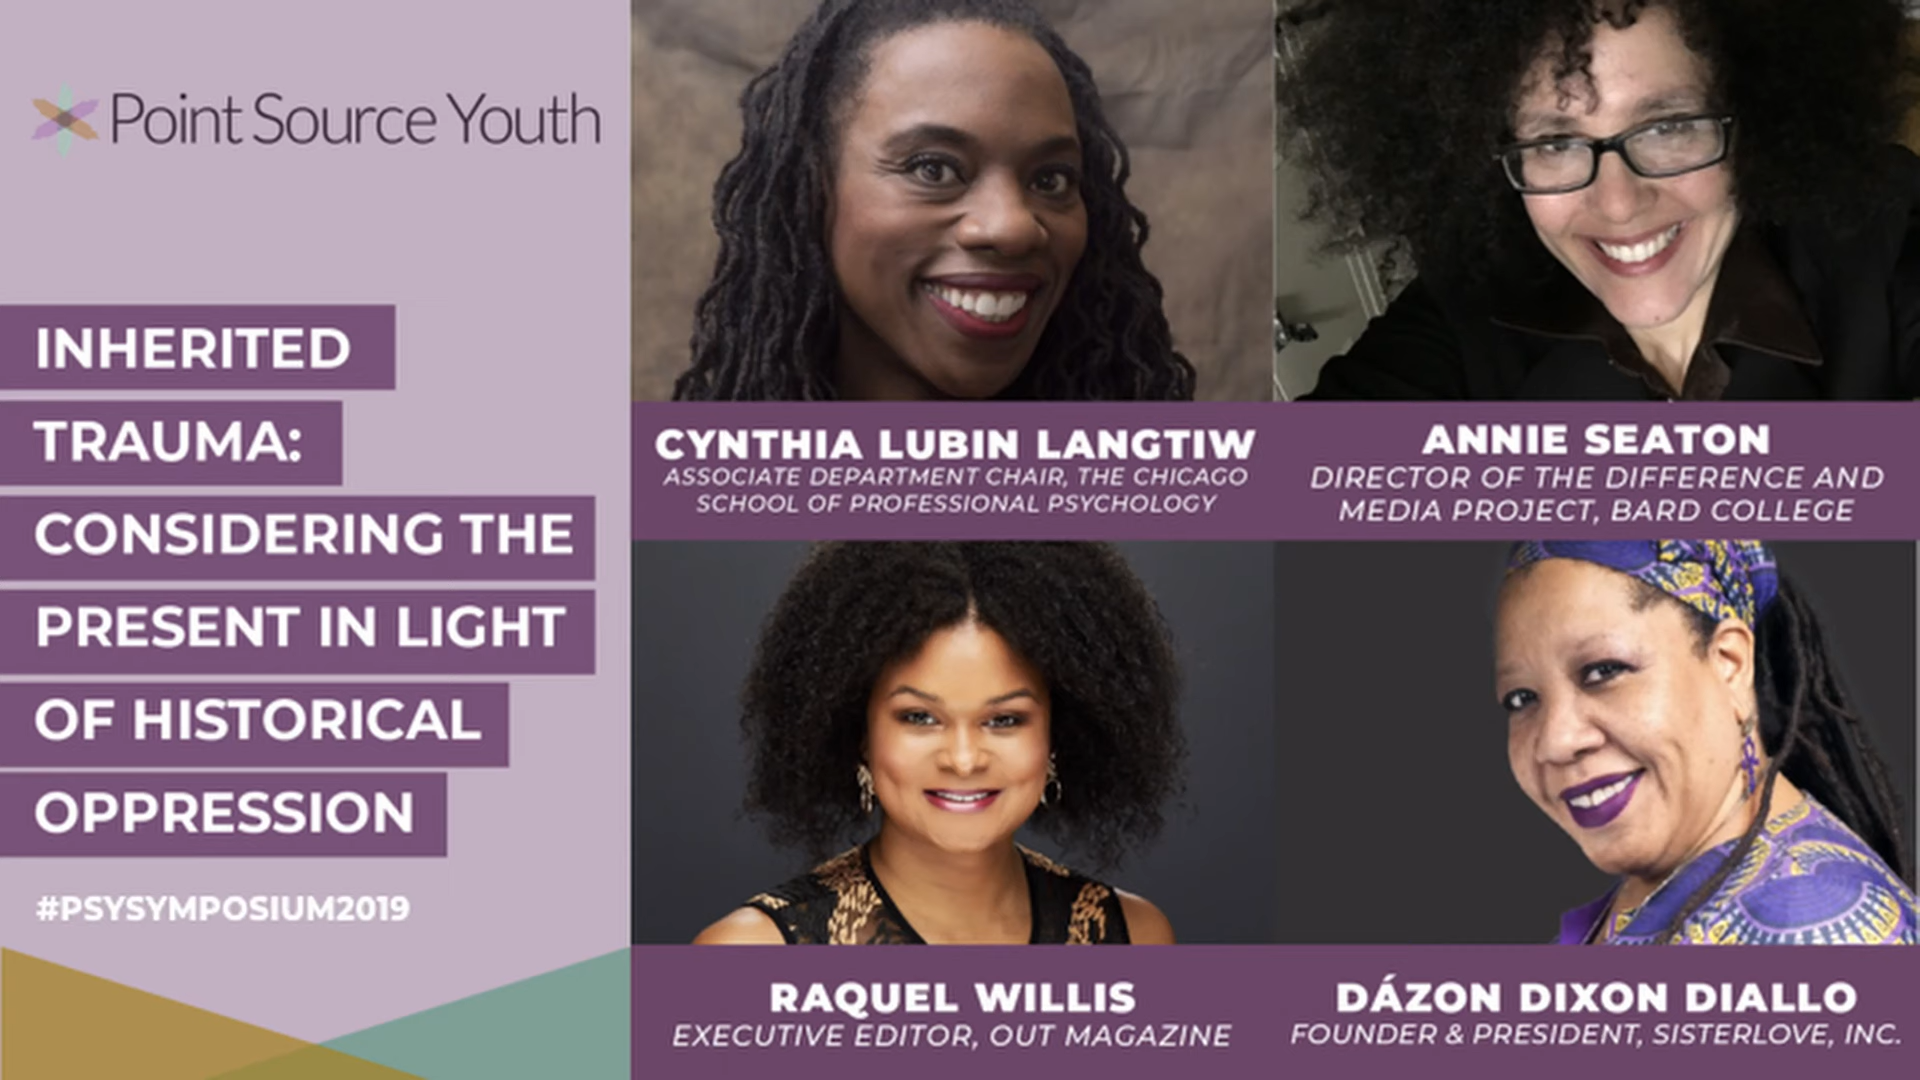 Point Source Youth
INHERITED
TRAUMA:
CONSIDERING THE
PRESENT IN LIGHT
OF HISTORICAL
OPPRESSION
#PSYSYMPOSIUM2019
CYNTHIA LUBIN LANGTIW
ASSOCIATE DEPARTMENT CHAIR, THE CHICAGO
SCHOOL OF PROFESSIONAL PSYCHOLOGY
ANNIE SEATON
DIRECTOR OF THE DIFFERENCE AND
MEDIA PROJECT, BARD COLLEGE
RAQUEL WILLIS
EXECUTIVE EDITOR, OUT MAGAZINE
DÁZON DIXON DIALLO
FOUNDER & PRESIDENT, SISTERLOVE, INC.